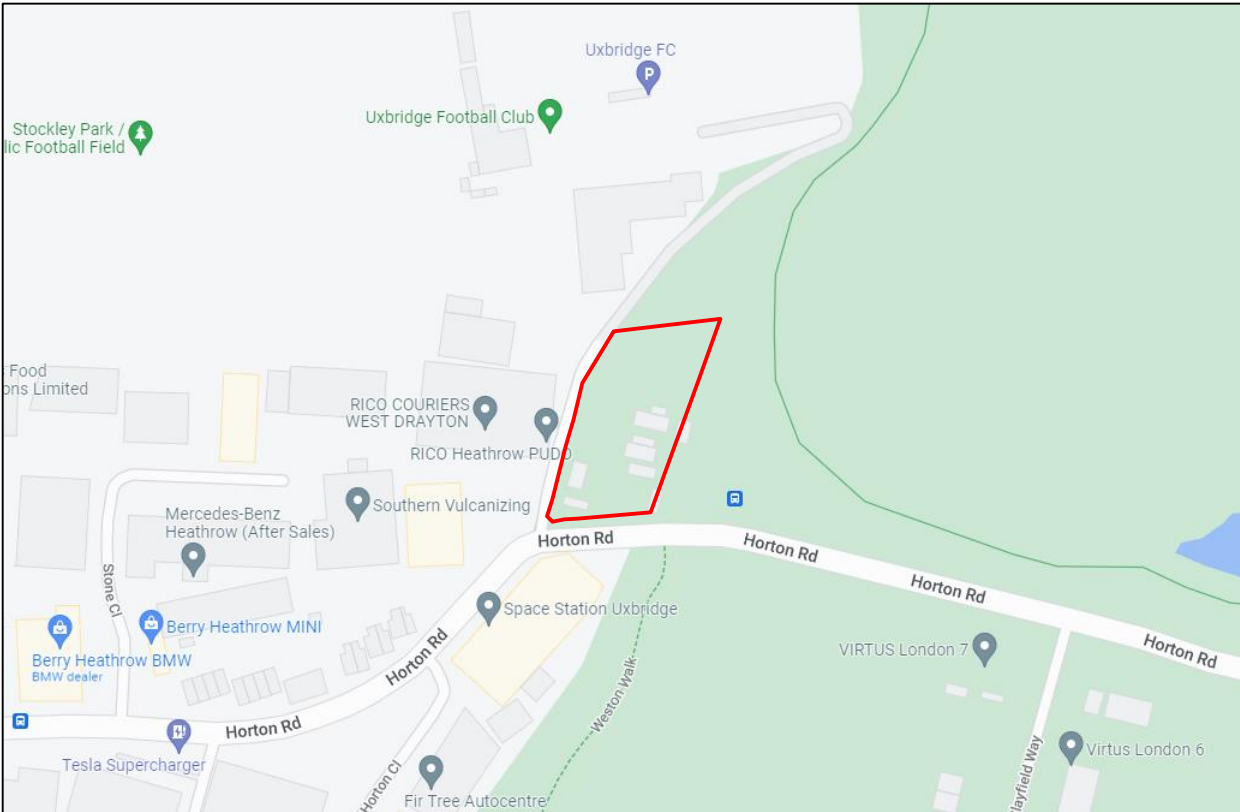 Uxbridge FC
P
Uxbridge Football Club
Stockley Park /
lic Football Field
Food
ons Limited
RICO COURIERS
WEST DRAYTON
RICO Heathrow PUDO
Southern Vulcanizing
Mercedes-Benz
Heathrow (After Sales)
Horton Rd
Horton Rd
Horton Rd
Horton Rd
Stone Cl
Space Station Uxbridge
Berry Heathrow MINI
Berry Heathrow BMW
BMW dealer
Horton Rd
Horton Rd
VIRTUS London 7
Weston Walk
Tesla Supercharger
Horton Cl
Fir Tree Autocentre
layfield Way
Virtus London 6